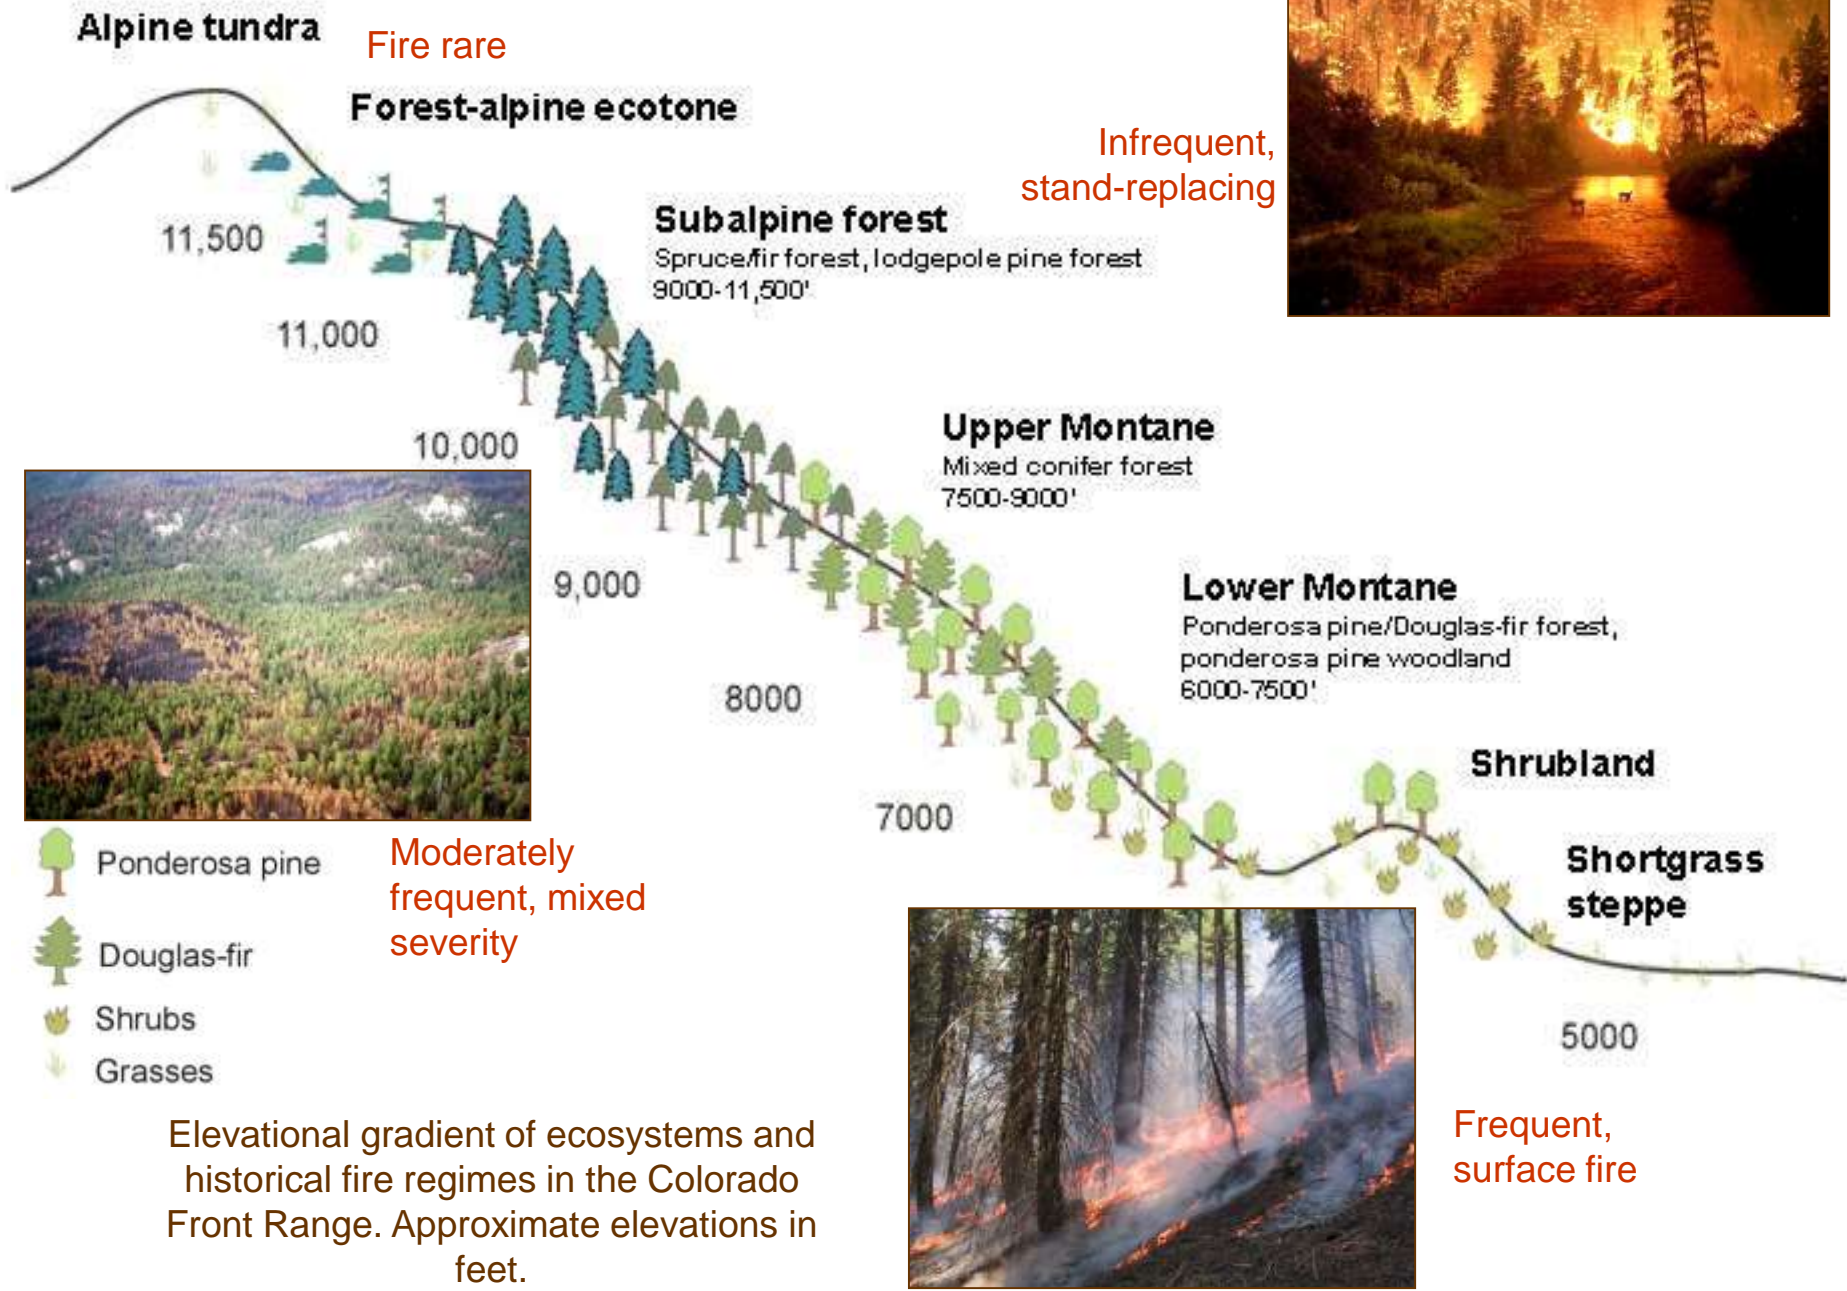 Alpine tundra
Fire rare
Forest-alpine ecotone
Infrequent,
stand-replacing
Subalpine forest
Spruce/fir forest, lodgepole pine forest
9000-11,500'
11,500
11,000
Upper Montane
Mixed conifer forest
7500-9000'
10,000
9,000
Lower Montane
Ponderosa pine/Douglas-fir forest,
ponderosa pine woodland
6000-7500'
8000
Shrubland
7000
Shortgrass
steppe
Ponderosa pine
Douglas-fir
Shrubs
Grasses
Moderately
frequent, mixed
severity
5000
Frequent,
surface fire
Elevational gradient of ecosystems and
historical fire regimes in the Colorado
Front Range. Approximate elevations in
feet.